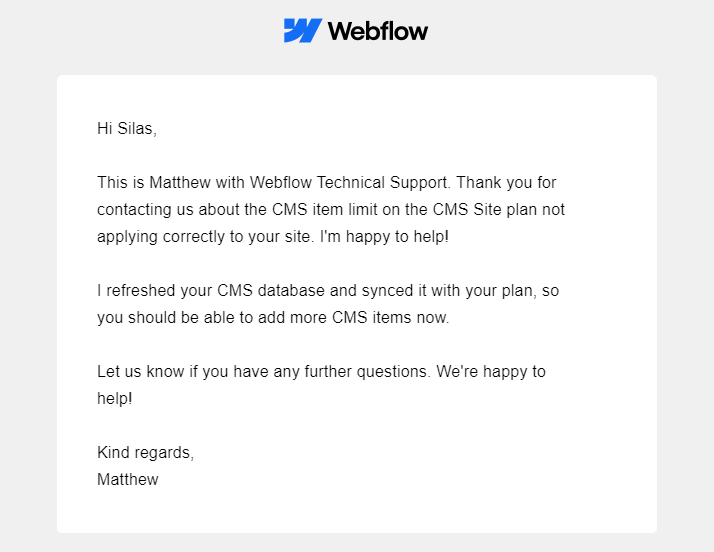 Webflow
Hi Silas,
This is Matthew with Webflow Technical Support. Thank you for
contacting us about the CMS item limit on the CMS Site plan not
applying correctly to your site. I'm happy to help!
I refreshed your CMS database and synced it with your plan, so
you should be able to add more CMS items now.
Let us know if you have any further questions. We're happy to
help!
Kind regards,
Matthew